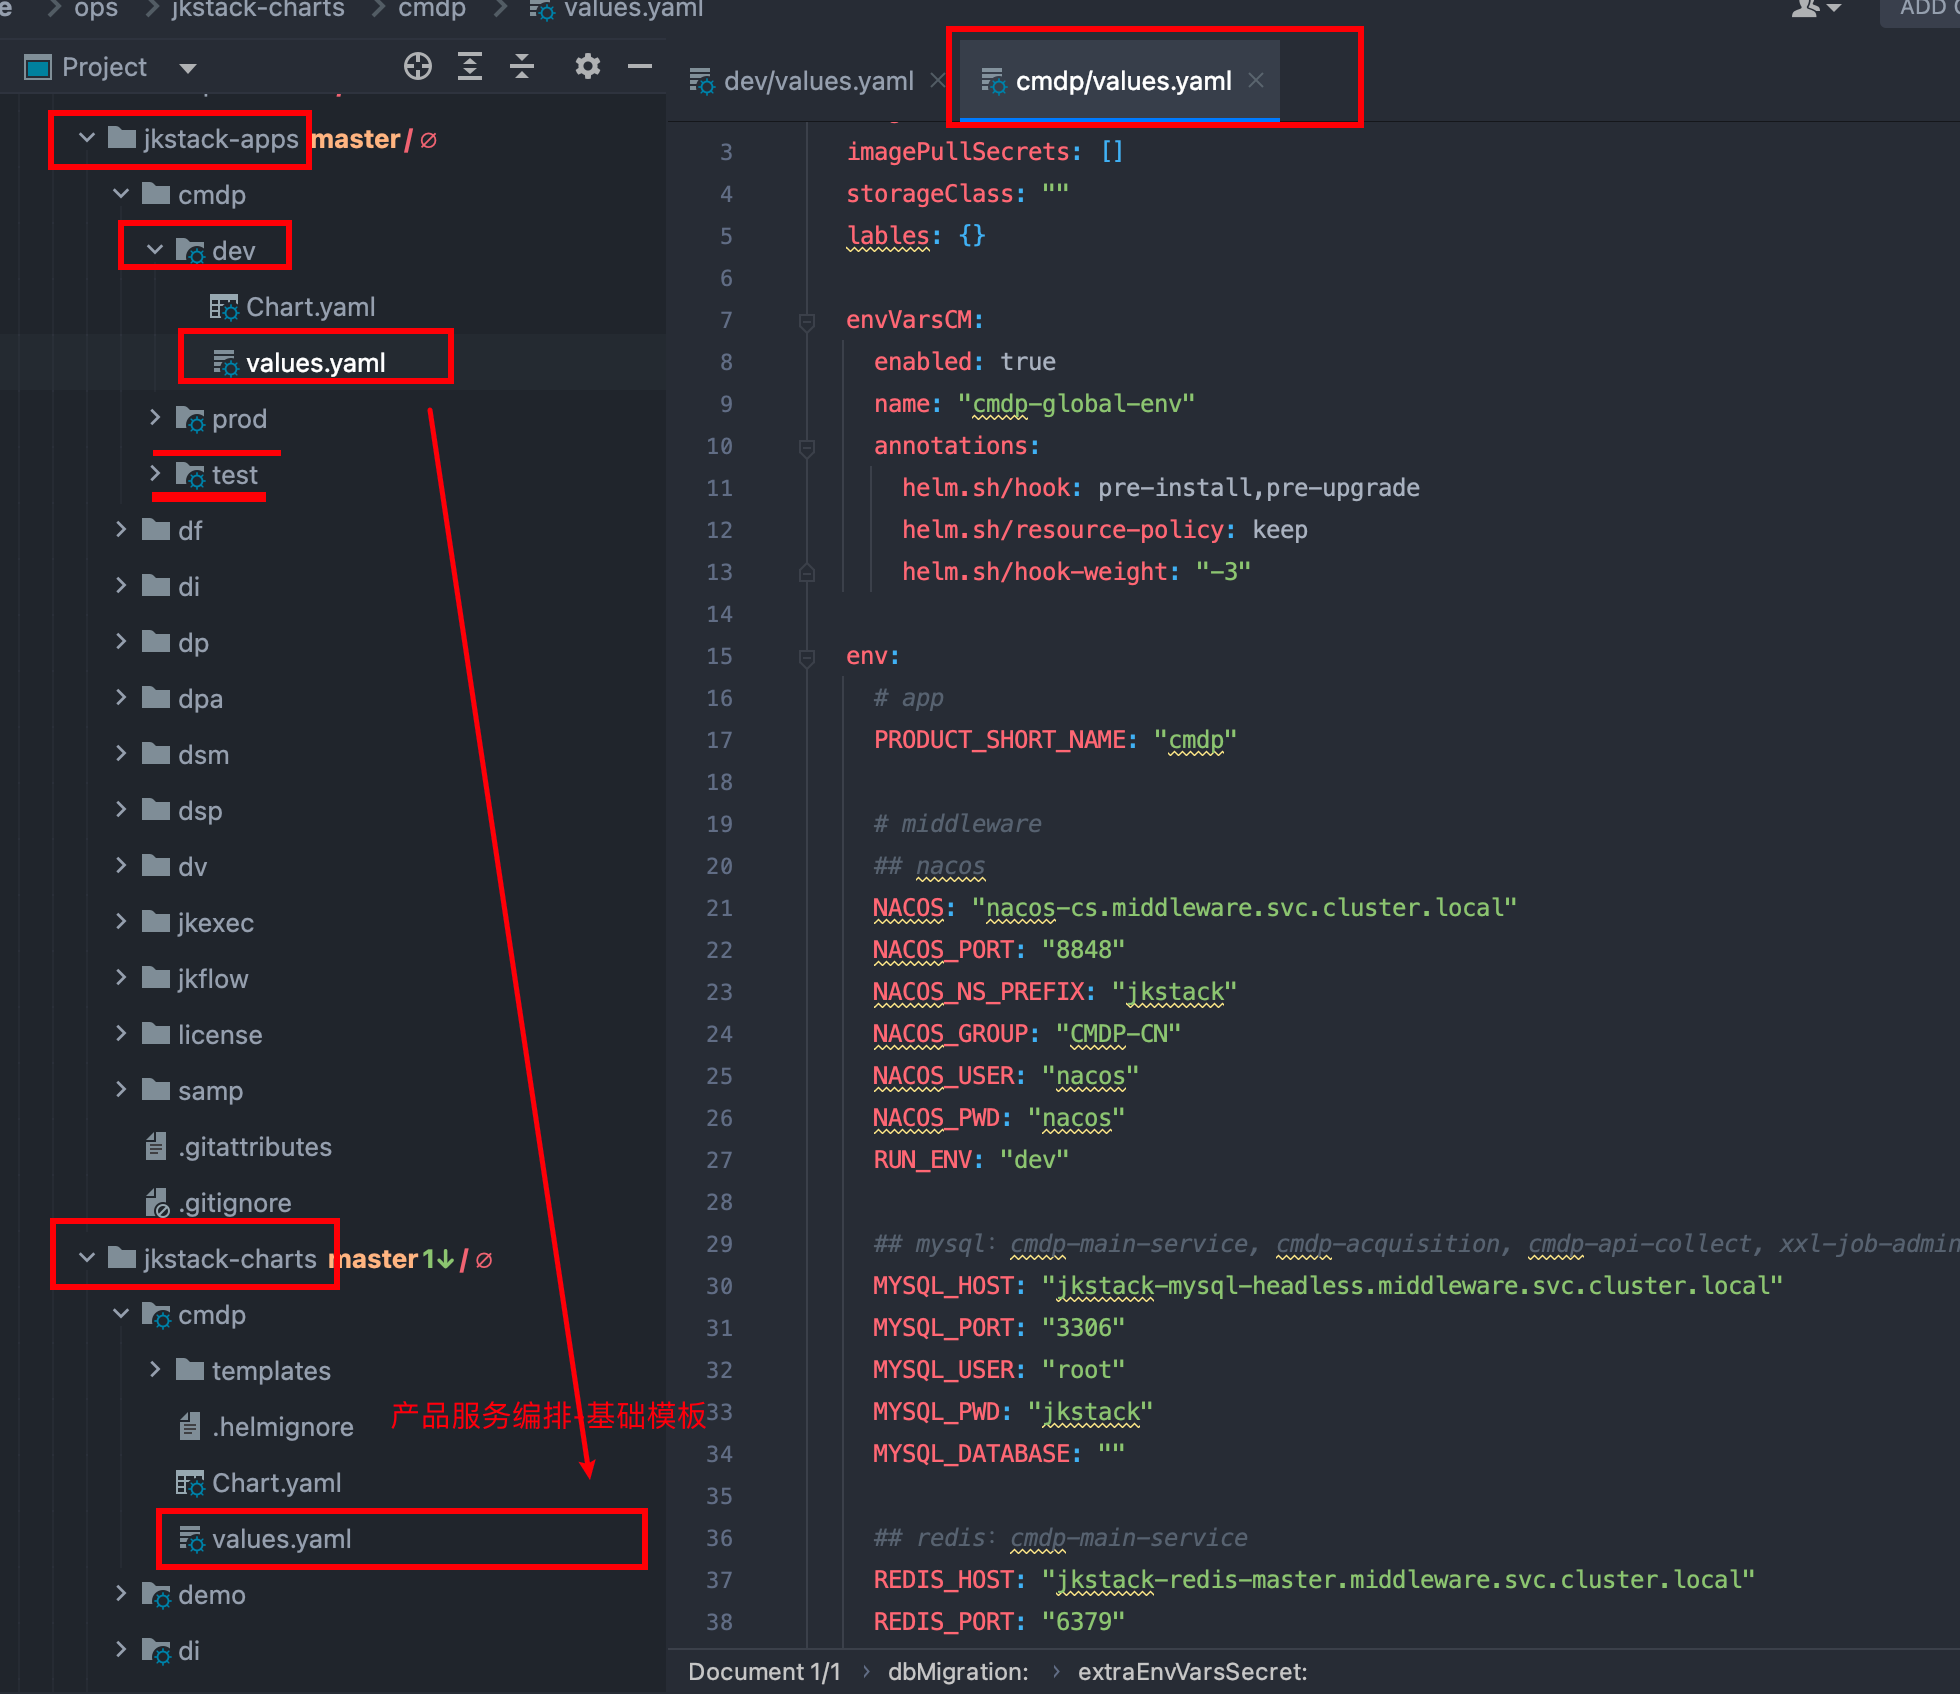 ops > jkstack-charts > cmdp > values.yaml
ADD
Project
jkstack-apps master / ∅
cmdp
dev
Chart.yaml
values.yaml
prod
test
df
di
dp
dpa
dsm
dsp
dv
jkexec
jkflow
license
samp
.gitattributes
.gitignore
jkstack-charts master 1↓ / ∅
cmdp
templates
.helmignore
产品服务编排-基础模板
Chart.yaml
values.yaml
demo
di
dev/values.yaml
cmdp/values.yaml
3 imagePullSecrets: []
4 storageClass: ""
5 lables: {}
6
7 envVarsCM:
8 enabled: true
9 name: "cmdp-global-env"
10 annotations:
11 helm.sh/hook: pre-install,pre-upgrade
12 helm.sh/resource-policy: keep
13 helm.sh/hook-weight: "-3"
14
15 env:
16 # app
17 PRODUCT_SHORT_NAME: "cmdp"
18
19 # middleware
20 ## nacos
21 NACOS: "nacos-cs.middleware.svc.cluster.local"
22 NACOS_PORT: "8848"
23 NACOS_NS_PREFIX: "jkstack"
24 NACOS_GROUP: "CMDP-CN"
25 NACOS_USER: "nacos"
26 NACOS_PWD: "nacos"
27 RUN_ENV: "dev"
28
29 ## mysql: cmdp-main-service, cmdp-acquisition, cmdp-api-collect, xxl-job-admin
30 MYSQL_HOST: "jkstack-mysql-headless.middleware.svc.cluster.local"
31 MYSQL_PORT: "3306"
32 MYSQL_USER: "root"
33 MYSQL_PWD: "jkstack"
34 MYSQL_DATABASE: ""
35
36 ## redis: cmdp-main-service
37 REDIS_HOST: "jkstack-redis-master.middleware.svc.cluster.local"
38 REDIS_PORT: "6379"
Document 1/1 > dbMigration: > extraEnvVarsSecret: